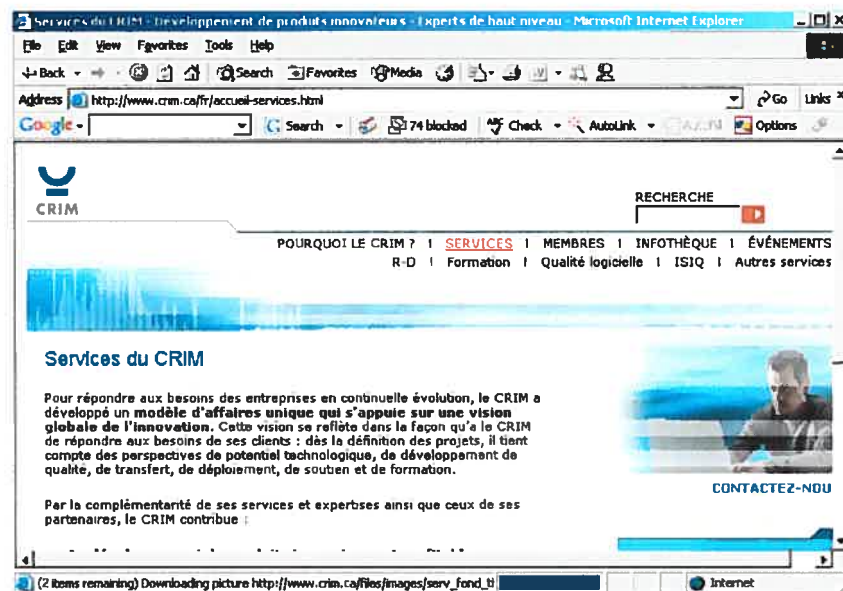 Services du CRIM - Développement de produits innovateurs - Experts de haut niveau - Microsoft Internet Explorer
File Edit View Favorites Tools Help
Back Search Favorites Media
Address http://www.crim.ca/fr/accueil-services.html Go Links
Google Search 74 blocked Check AutoLink Options
CRIM
RECHERCHE
POURQUOI LE CRIM ? | SERVICES | MEMBRES | INFOTHÈQUE | ÉVÉNEMENTS
R-D | Formation | Qualité logicielle | ISIQ | Autres services
Services du CRIM
Pour répondre aux besoins des entreprises en continuelle évolution, le CRIM a
développé un modèle d'affaires unique qui s'appuie sur une vision
globale de l'innovation. Cette vision se reflète dans la façon qu'a le CRIM
de répondre aux besoins de ses clients : dès la définition des projets, il tient
compte des perspectives de potentiel technologique, de développement de
qualité, de transfert, de déploiement, de soutien et de formation.
CONTACTEZ-NOU
Par la complémentarité de ses services et expertises ainsi que ceux de ses
partenaires, le CRIM contribue :
(2 items remaining) Downloading picture http://www.crim.ca/files/images/serv_fond_tl Internet